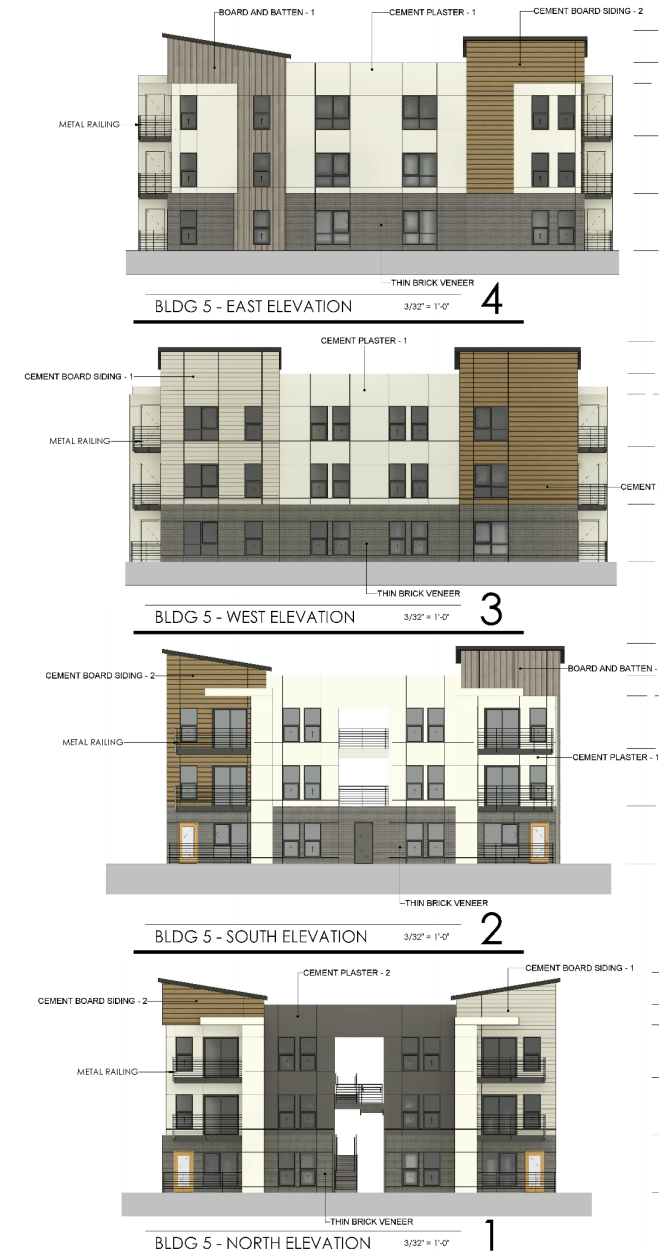 BOARD AND BATTEN - 1
CEMENT PLASTER - 1
CEMENT BOARD SIDING - 2
METAL RAILING
THIN BRICK VENEER
BLDG 5 - EAST ELEVATION
3/32" = 1'-0"
4
CEMENT PLASTER - 1
CEMENT BOARD SIDING - 1
METAL RAILING
CEMENT
THIN BRICK VENEER
BLDG 5 - WEST ELEVATION
3/32" = 1'-0"
3
CEMENT BOARD SIDING - 2
BOARD AND BATTEN -
METAL RAILING
CEMENT PLASTER - 1
THIN BRICK VENEER
BLDG 5 - SOUTH ELEVATION
3/32" = 1'-0"
2
CEMENT PLASTER - 2
CEMENT BOARD SIDING - 1
CEMENT BOARD SIDING - 2
METAL RAILING
THIN BRICK VENEER
BLDG 5 - NORTH ELEVATION
3/32" = 1'-0"
1